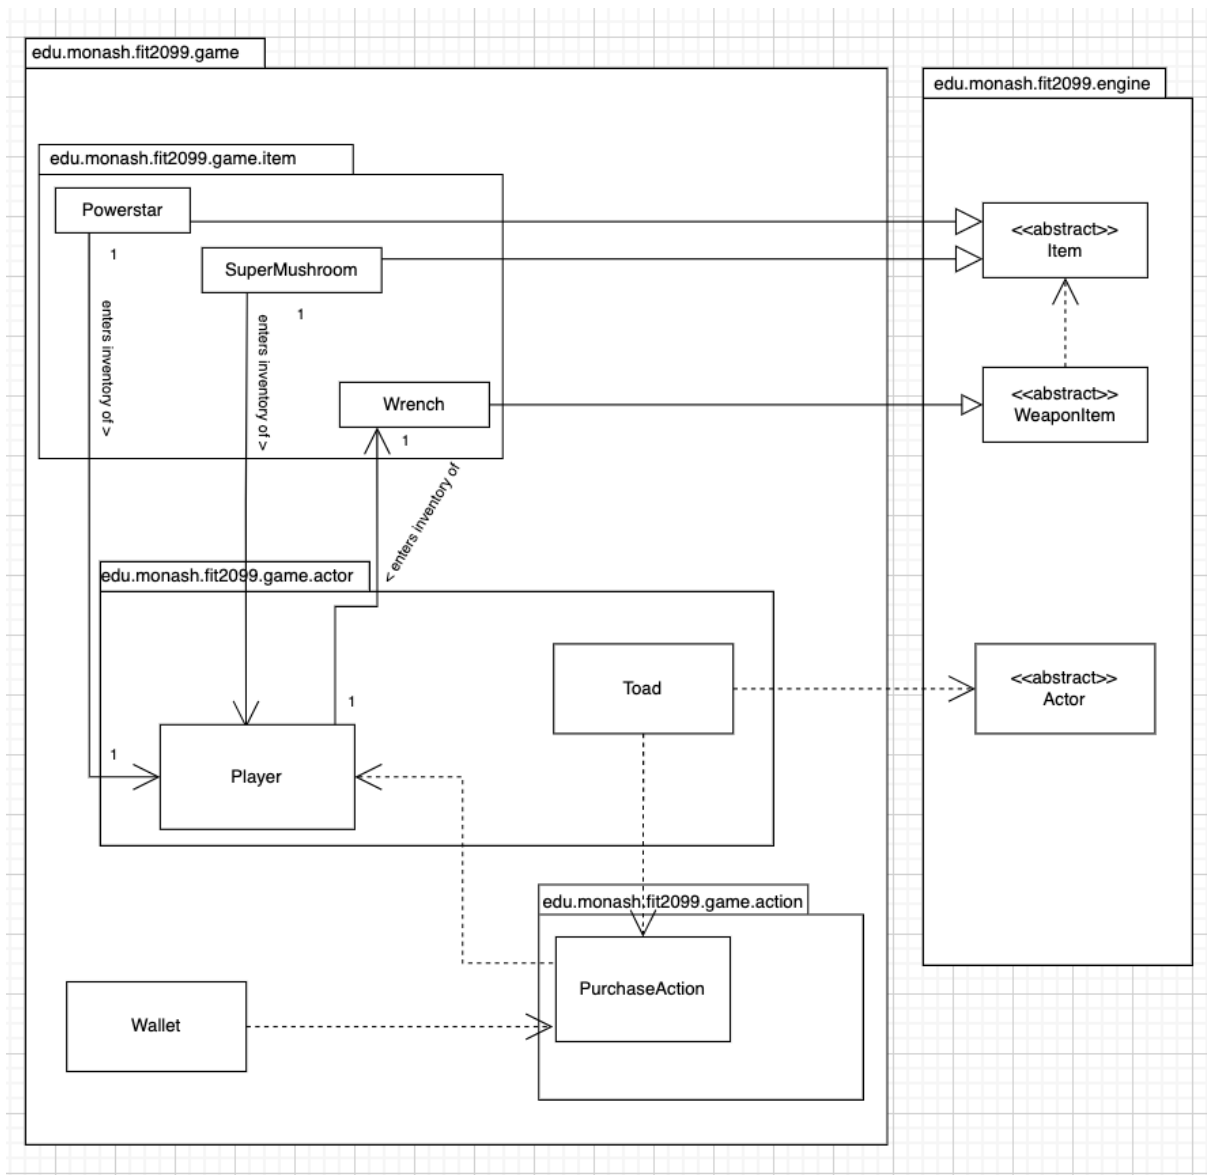 edu.monash.fit2099.game
edu.monash.fit2099.engine
edu.monash.fit2099.game.item
Powerstar
1
SuperMushroom
1
enters inventory of >
enters inventory of >
Wrench
1
< enters inventory of
<<abstract>>
Item
<<abstract>>
WeaponItem
edu.monash.fit2099.game.actor
Toad
<<abstract>>
Actor
1
1
Player
edu.monash.fit2099.game.action
PurchaseAction
Wallet